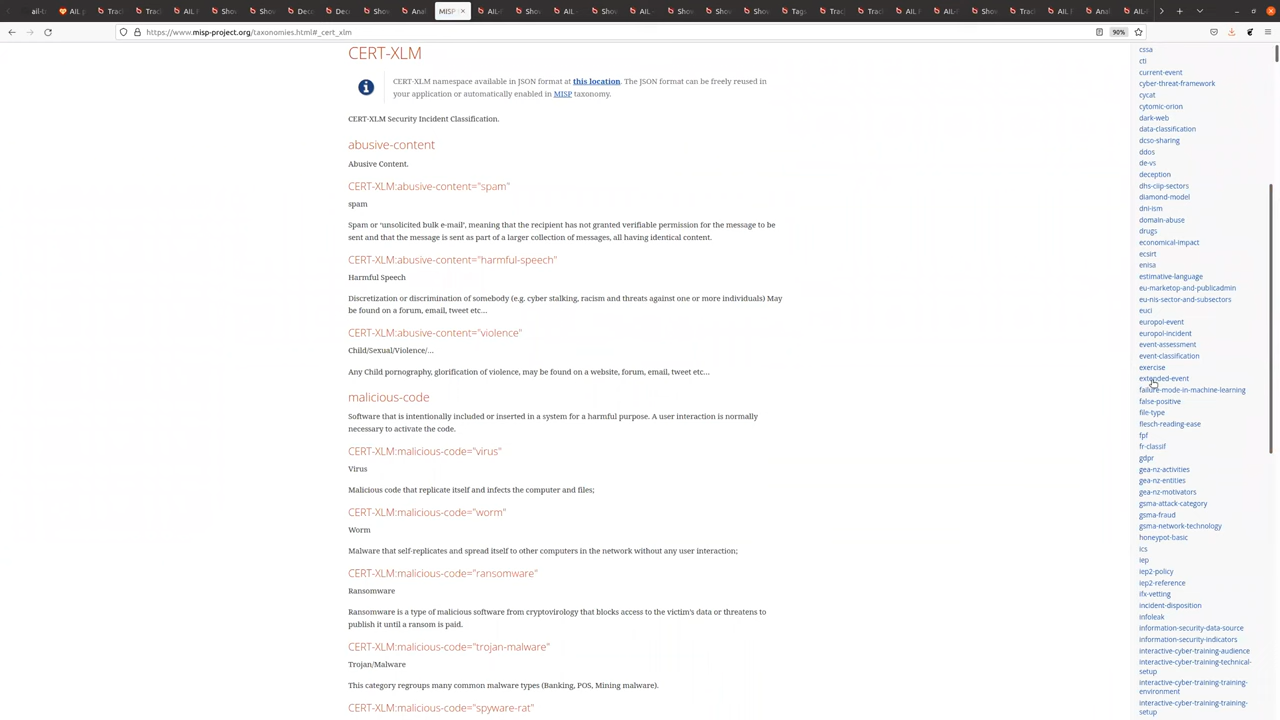 MISP
https://www.misp-project.org/taxonomies.html#_cert_xlm
90%
CERT-XLM
CERT-XLM namespace available in JSON format at this location. The JSON format can be freely reused in
your application or automatically enabled in MISP taxonomy.
CERT-XLM Security Incident Classification.
abusive-content
Abusive Content.
CERT-XLM:abusive-content="spam"
spam
Spam or ‘unsolicited bulk e-mail’, meaning that the recipient has not granted verifiable permission for the message to be
sent and that the message is sent as part of a larger collection of messages, all having identical content.
CERT-XLM:abusive-content="harmful-speech"
Harmful Speech
Discretization or discrimination of somebody (e.g. cyber stalking, racism and threats against one or more individuals) May
be found on a forum, email, tweet etc…
CERT-XLM:abusive-content="violence"
Child/Sexual/Violence/…
Any Child pornography, glorification of violence, may be found on a website, forum, email, tweet etc…
malicious-code
Software that is intentionally included or inserted in a system for a harmful purpose. A user interaction is normally
necessary to activate the code.
CERT-XLM:malicious-code="virus"
Virus
Malicious code that replicate itself and infects the computer and files;
CERT-XLM:malicious-code="worm"
Worm
Malware that self-replicates and spread itself to other computers in the network without any user interaction;
CERT-XLM:malicious-code="ransomware"
Ransomware
Ransomware is a type of malicious software from cryptovirology that blocks access to the victim's data or threatens to
publish it until a ransom is paid.
CERT-XLM:malicious-code="trojan-malware"
Trojan/Malware
This category regroups many common malware types (Banking, POS, Mining malware).
CERT-XLM:malicious-code="spyware-rat"
cssa
cti
current-event
cyber-threat-framework
cycat
cytomic-orion
dark-web
data-classification
dcso-sharing
ddos
de-vs
deception
dhs-ciip-sectors
diamond-model
dni-ism
domain-abuse
drugs
economical-impact
ecsirt
enisa
estimative-language
eu-marketop-and-publicadmin
eu-nis-sector-and-subsectors
euci
europol-event
europol-incident
event-assessment
event-classification
exercise
extended-event
failure-mode-in-machine-learning
false-positive
file-type
flesch-reading-ease
fpf
fr-classif
gdpr
gea-nz-activities
gea-nz-entities
gea-nz-motivators
gsma-attack-category
gsma-fraud
gsma-network-technology
honeypot-basic
ics
iep
iep2-policy
iep2-reference
ifx-vetting
incident-disposition
infoleak
information-security-data-source
information-security-indicators
interactive-cyber-training-audience
interactive-cyber-training-technical-
setup
interactive-cyber-training-training-
environment
interactive-cyber-training-training-
setup